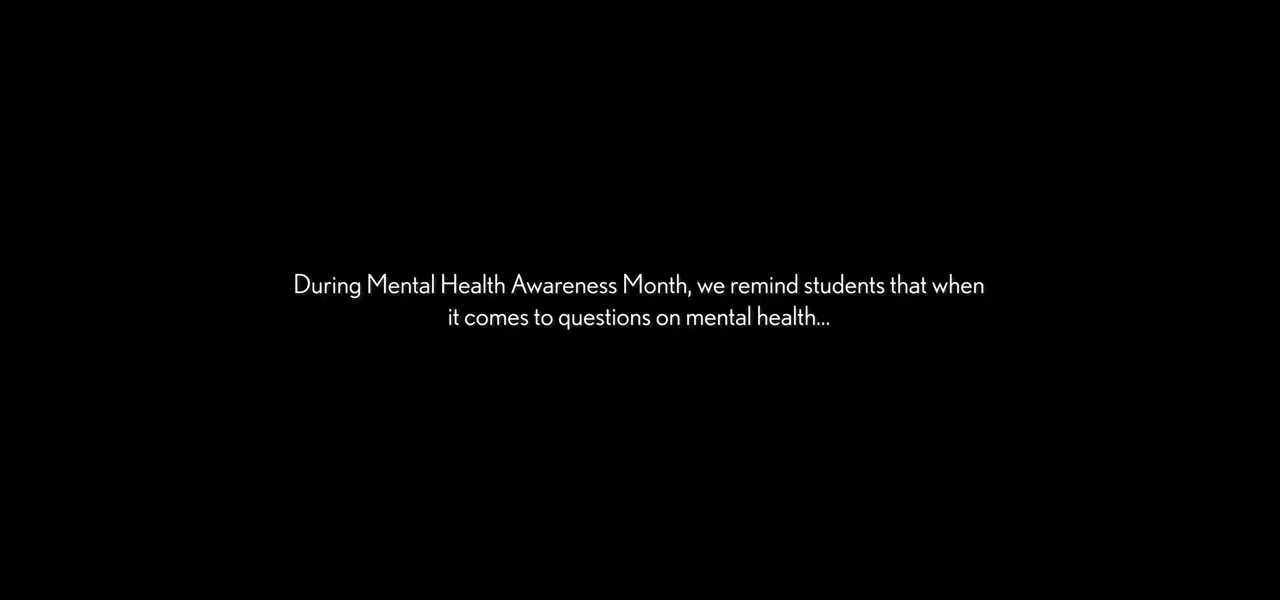 During Mental Health Awareness Month, we remind students that when
it comes to questions on mental health...